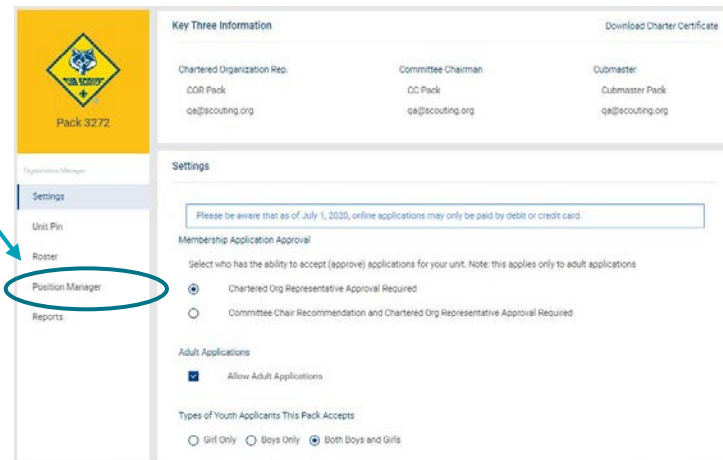 CUB SCOUTS
Pack 3272
Organization Manager
Settings
Unit Pin
Roster
Position Manager
Reports
Key Three Information
Download Charter Certificate
Chartered Organization Rep.
Committee Chairman
Cubmaster
COR Pack
CC Pack
Cubmaster Pack
qa@scouting.org
qa@scouting.org
qa@scouting.org
Settings
Please be aware that as of July 1, 2020, online applications may only be paid by debit or credit card.
Membership Application Approval
Select who has the ability to accept (approve) applications for your unit. Note: this applies only to adult applications
Chartered Org Representative Approval Required
Committee Chair Recommendation and Chartered Org Representative Approval Required
Adult Applications
Allow Adult Applications
Types of Youth Applicants This Pack Accepts
Girl Only Boys Only Both Boys and Girls